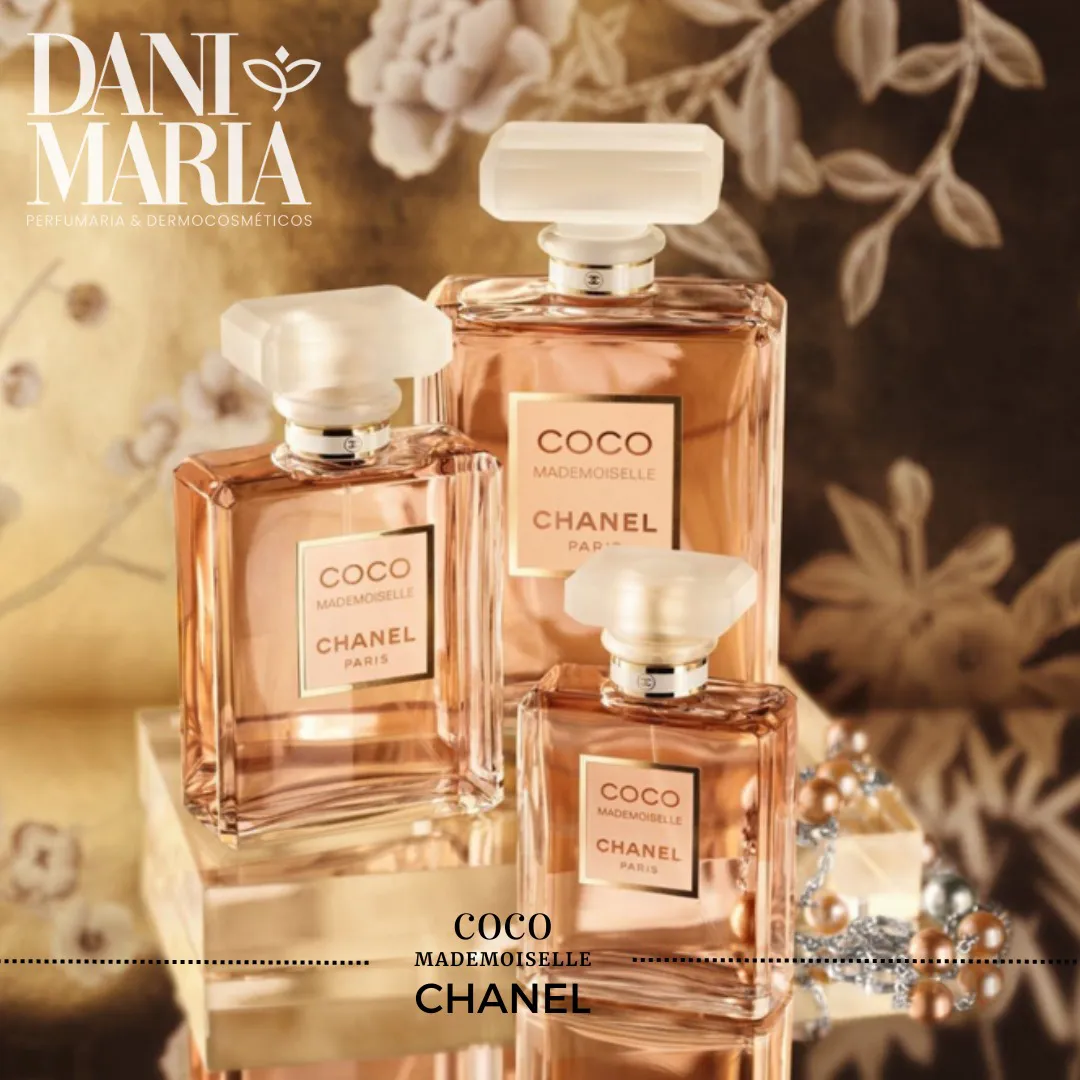 DANI
MARIA
PERFUMARIA & DERMOCOSMÉTICOS
COCO
MADEMOISELLE
CHANEL
PARIS
COCO
MADEMOISELLE
CHANEL
PARIS
COCO
MADEMOISELLE
CHANEL
PARIS
COCO
MADEMOISELLE
CHANEL